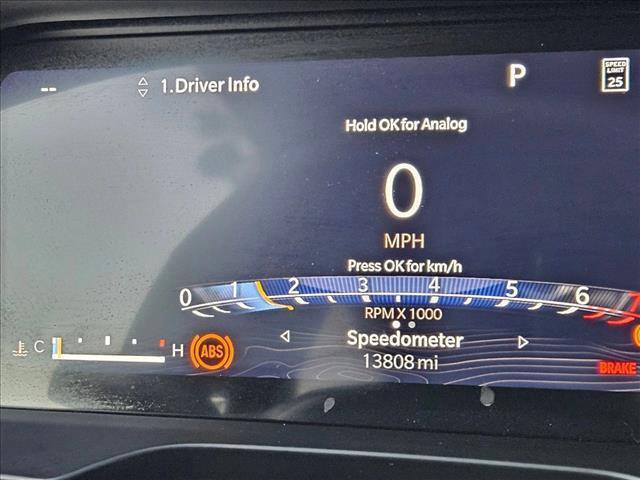 --
1.Driver Info
P
SPEED
LIMIT
25
Hold OK for Analog
0
MPH
Press OK for km/h
0 1 2 3 4 5 6
RPM X 1000
C H
ABS
Speedometer
13808 mi
BRAKE